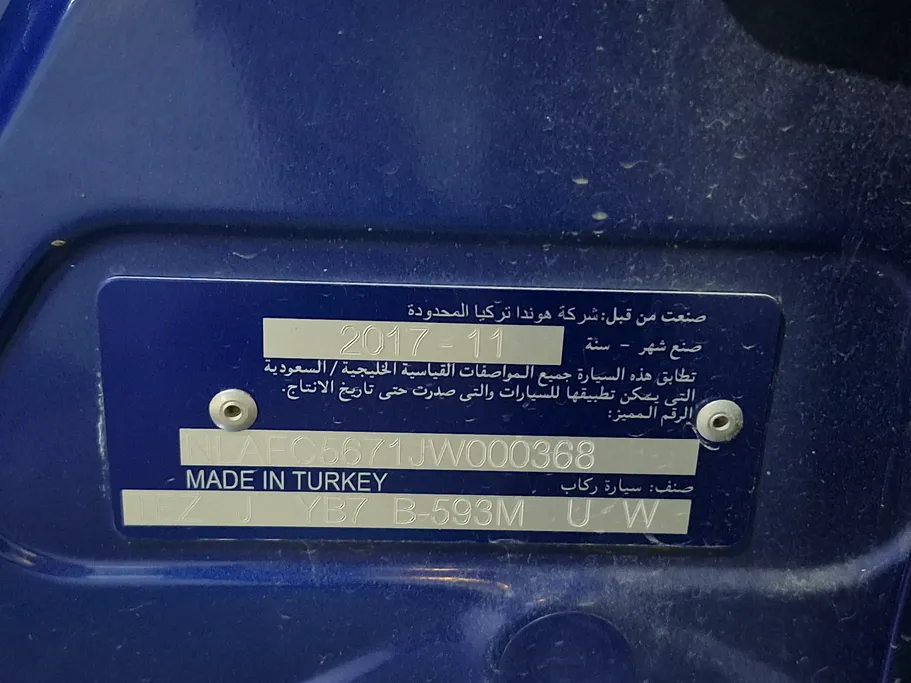 صنعت من قبل: شركة هوندا تركيا المحدودة
صنع شهر - سنة 2017 - 11
تطابق هذه السيارة جميع المواصفات القياسية الخليجية / السعودية
التي يمكن تطبيقها للسيارات والتي صدرت حتى تاريخ الانتاج.
الرقم المميز:
NLAFC5671JW000368
صنف: سيارة ركاب MADE IN TURKEY
J YB7 B-593M U W